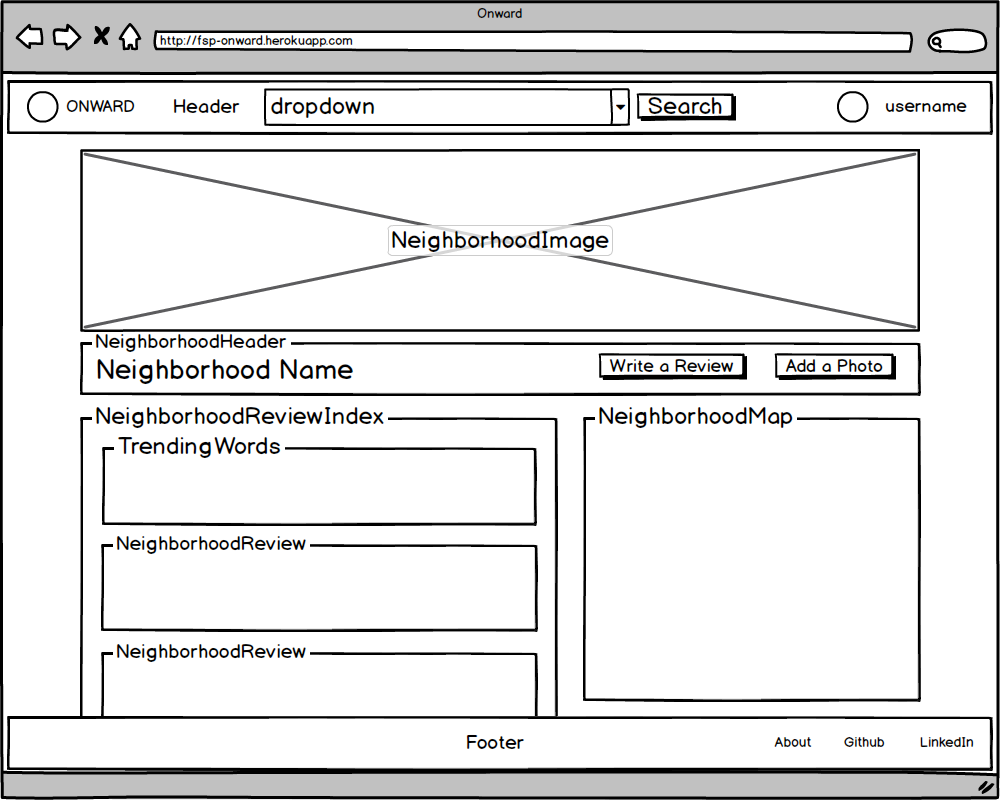 Onward
http://fsp-onward.herokuapp.com
ONWARD Header dropdown Search username
NeighborhoodImage
NeighborhoodHeader
Neighborhood Name Write a Review Add a Photo
NeighborhoodReviewIndex NeighborhoodMap
TrendingWords
NeighborhoodReview
NeighborhoodReview
Footer About Github LinkedIn